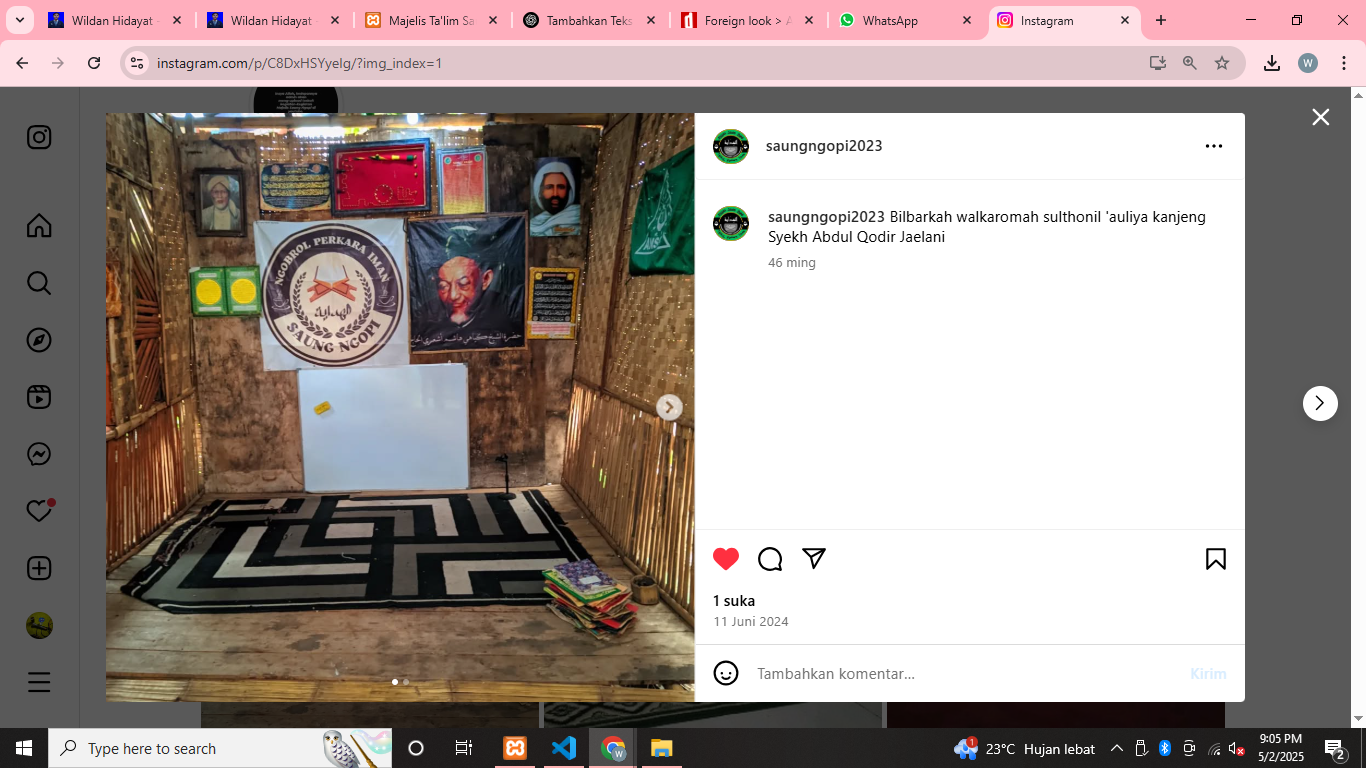 Wildan Hidayat -
Wildan Hidayat -
Majelis Ta'lim Sau
Tambahkan Teks
Foreign look > A
WhatsApp
Instagram
instagram.com/p/C8DxHSYyelg/?img_index=1
W
NGOBROL PERKARA IMAN
الهداية
SAUNG NGOPI
saungngopi2023
saungngopi2023 Bilbarkah walkaromah sulthonil 'auliya kanjeng
Syekh Abdul Qodir Jaelani
46 ming
1 suka
11 Juni 2024
Tambahkan komentar...
Kirim
Type here to search
W
1
23°C Hujan lebat
9:05 PM
5/2/2025
2